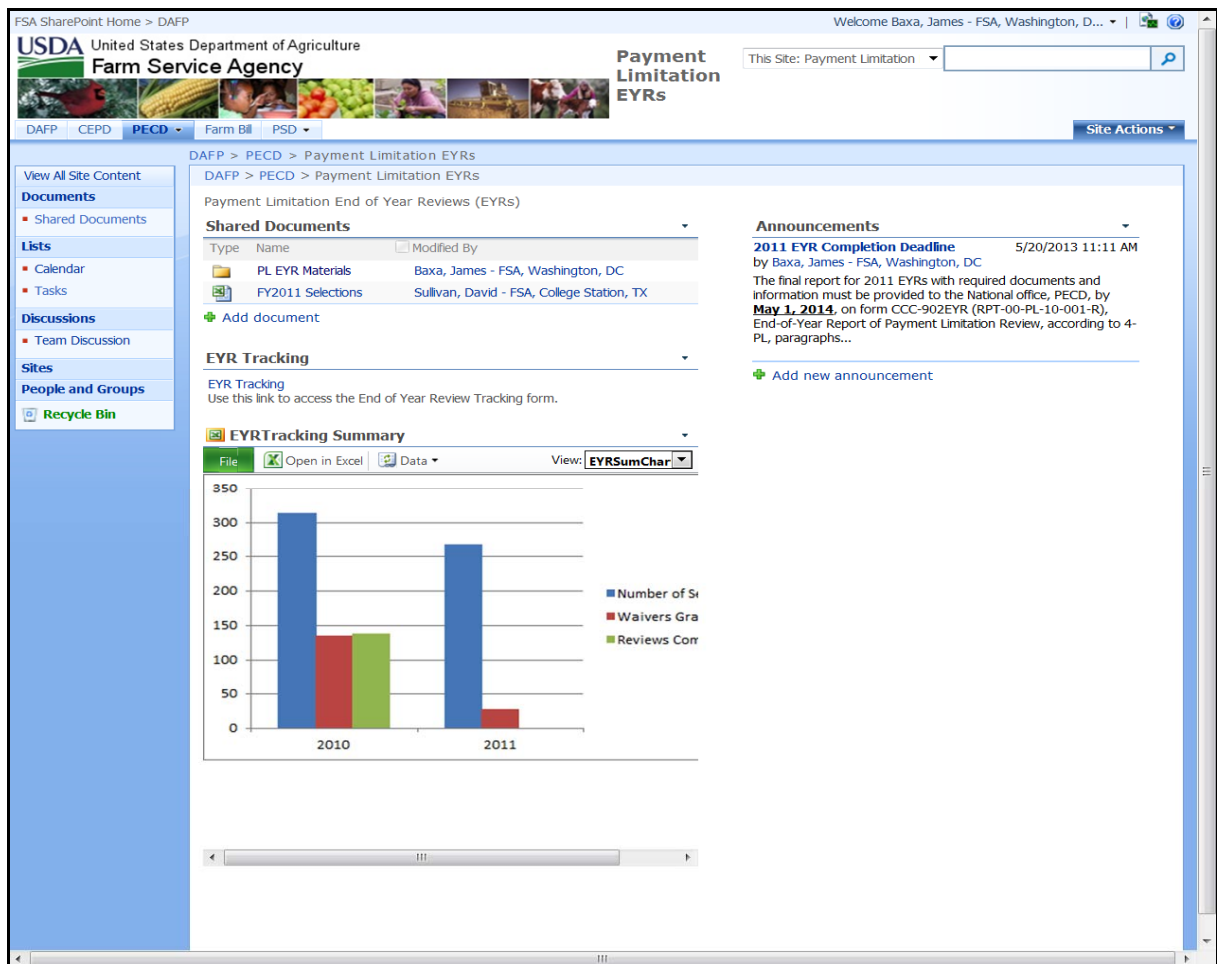 FSA SharePoint Home > DAFP
Welcome Baxa, James - FSA, Washington, D... |
USDA United States Department of Agriculture
Farm Service Agency
Payment
Limitation
EYRs
This Site: Payment Limitation
DAFP CEPD PECD Farm Bill PSD
Site Actions
DAFP > PECD > Payment Limitation EYRs
View All Site Content
Documents
Shared Documents
Lists
Calendar
Tasks
Discussions
Team Discussion
Sites
People and Groups
Recycle Bin
DAFP > PECD > Payment Limitation EYRs
Payment Limitation End of Year Reviews (EYRs)
Shared Documents
Type Name Modified By
PL EYR Materials Baxa, James - FSA, Washington, DC
FY2011 Selections Sullivan, David - FSA, College Station, TX
Add document
EYR Tracking
EYR Tracking
Use this link to access the End of Year Review Tracking form.
EYRTracking Summary
File Open in Excel Data View: EYRSumChar
350
300
250
200
150
100
50
0
2010 2011
Number of Se
Waivers Gra
Reviews Com
Announcements
2011 EYR Completion Deadline 5/20/2013 11:11 AM
by Baxa, James - FSA, Washington, DC
The final report for 2011 EYRs with required documents and
information must be provided to the National office, PECD, by
May 1, 2014, on form CCC-902EYR (RPT-00-PL-10-001-R),
End-of-Year Report of Payment Limitation Review, according to 4-
PL, paragraphs...
Add new announcement